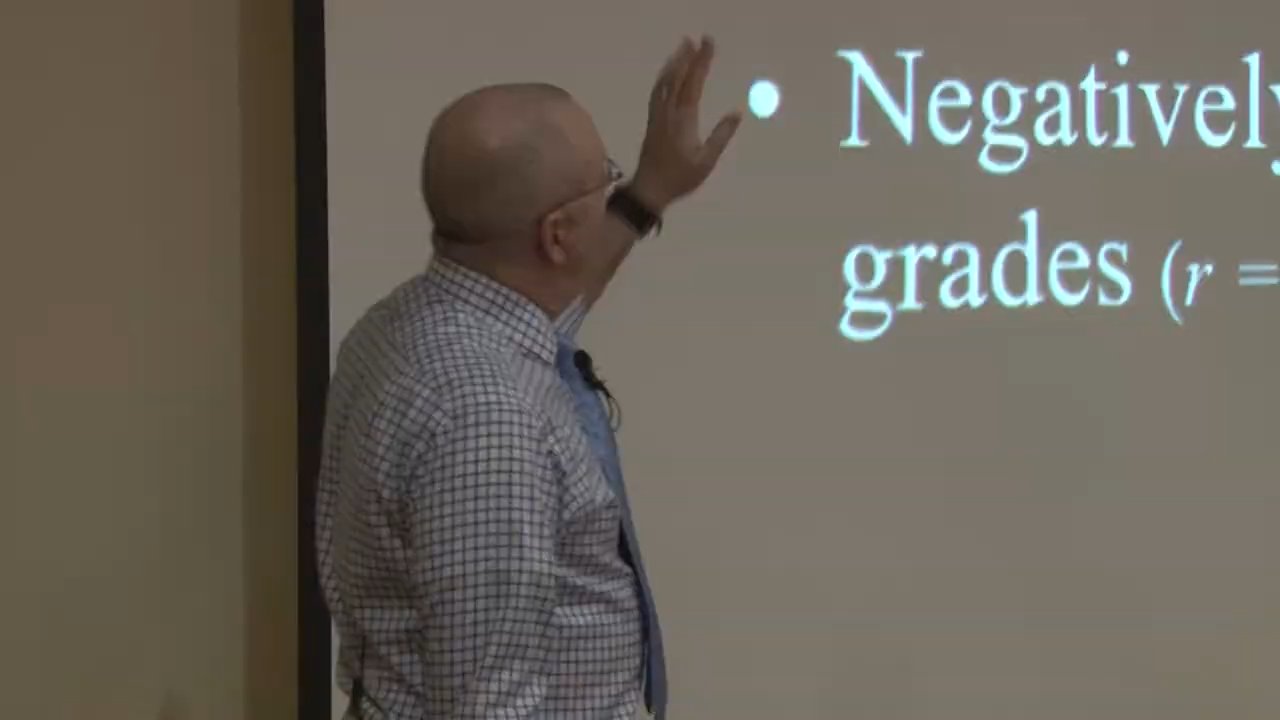 • Negatively
grades (r =